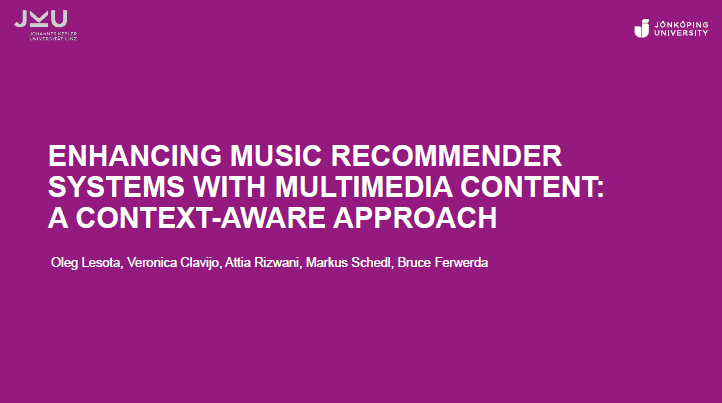 JKU
JOHANNES KEPLER
UNIVERSITÄT LINZ
JÖNKÖPING
UNIVERSITY
ENHANCING MUSIC RECOMMENDER
SYSTEMS WITH MULTIMEDIA CONTENT:
A CONTEXT-AWARE APPROACH
Oleg Lesota, Veronica Clavijo, Attia Rizwani, Markus Schedl, Bruce Ferwerda